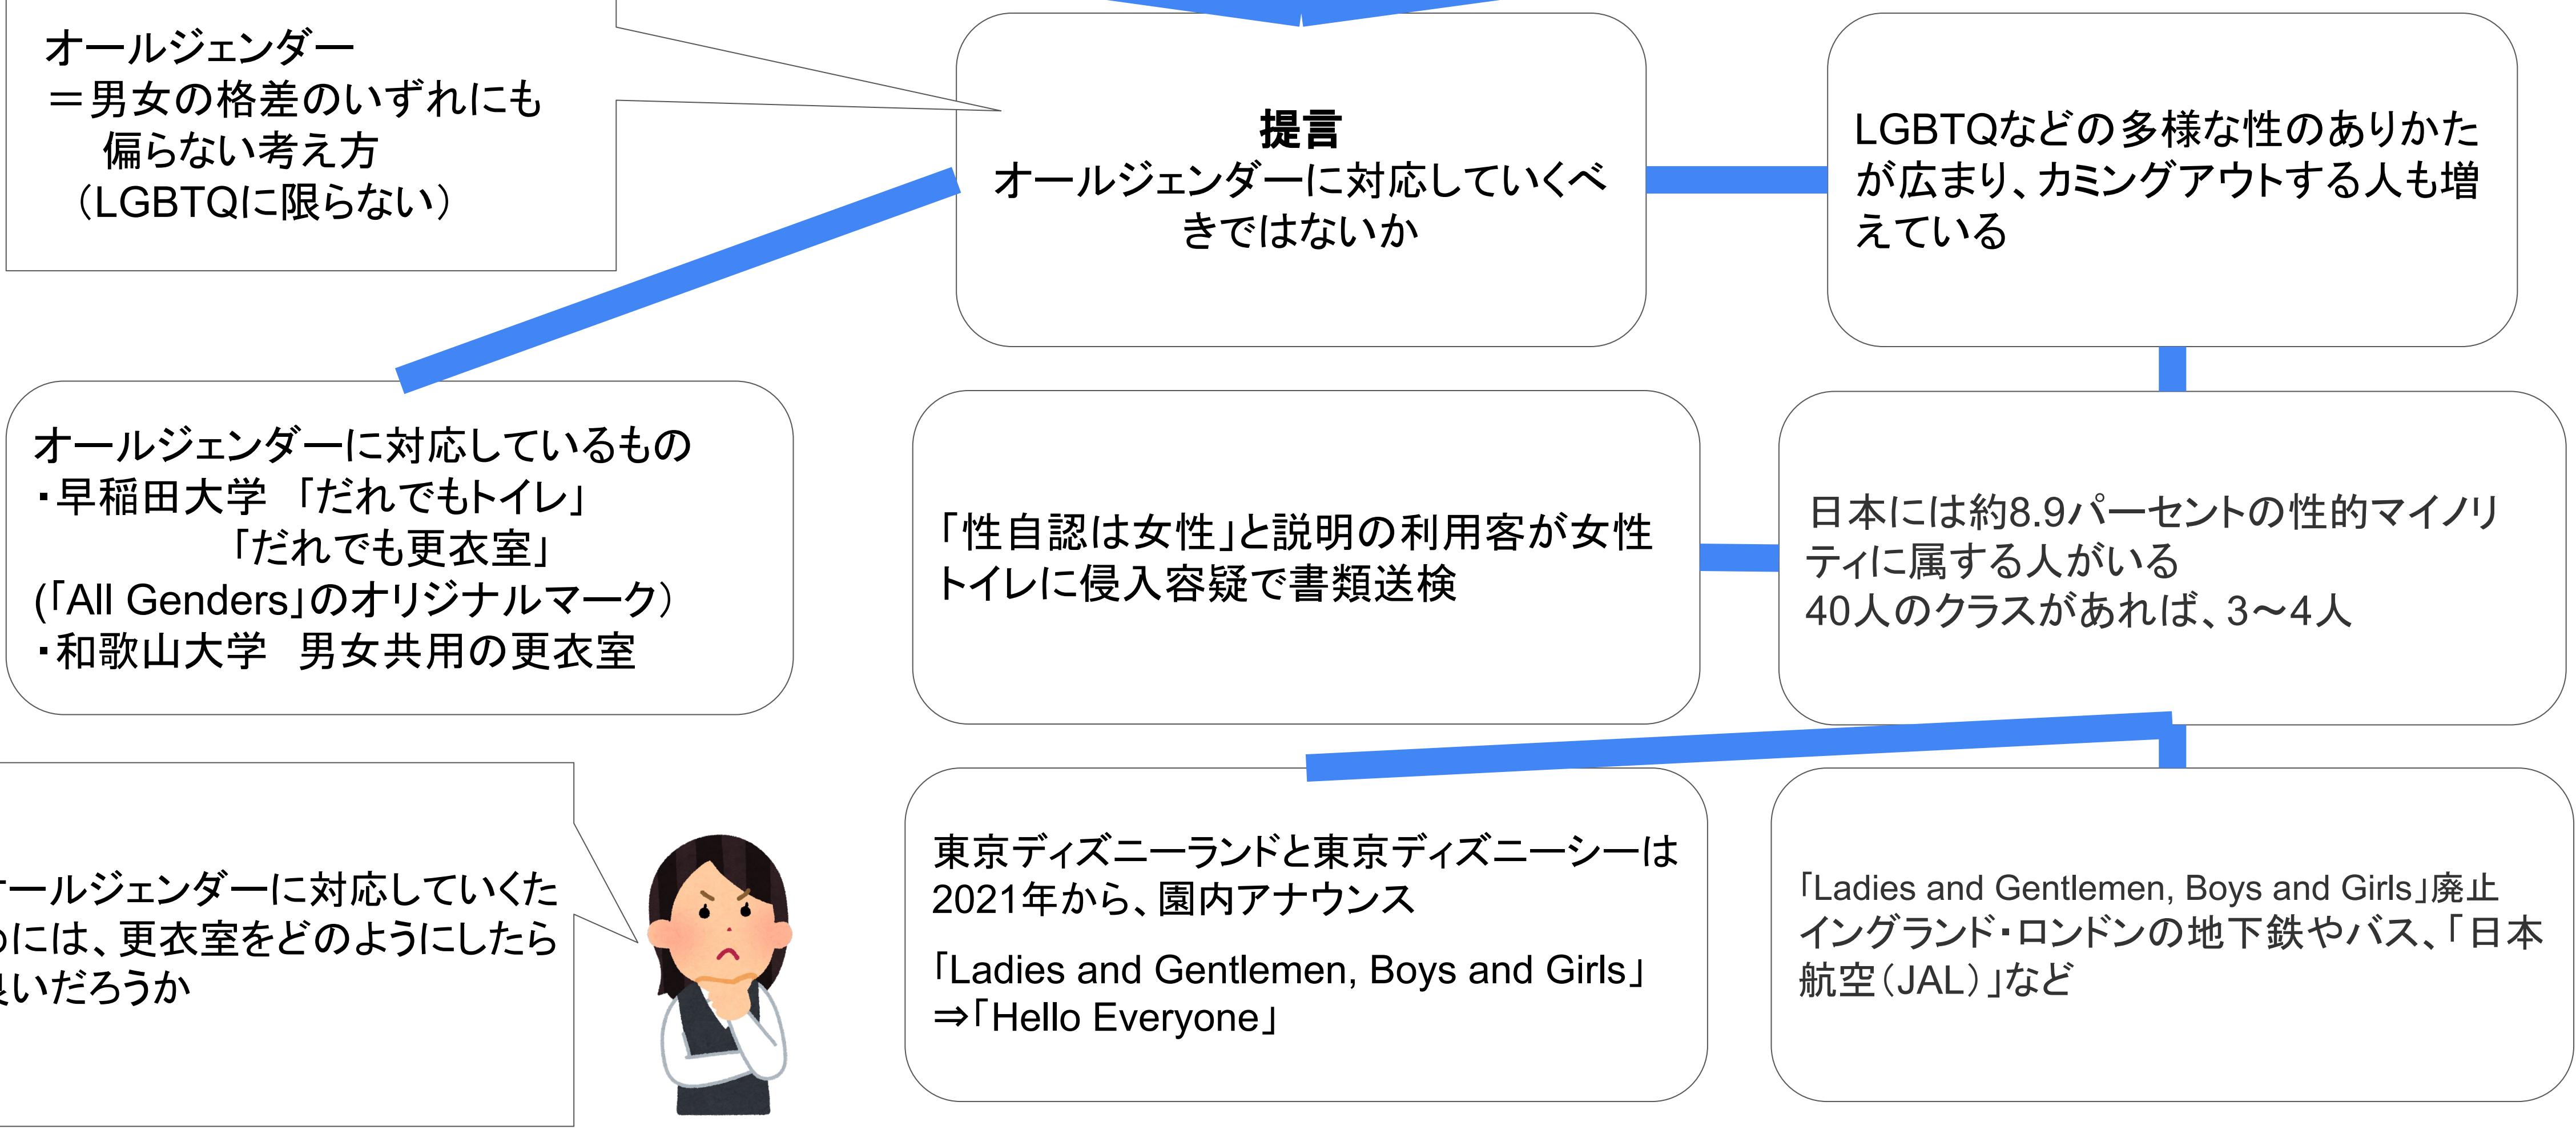 オールジェンダー
＝男女の格差のいずれにも
偏らない考え方
（LGBTQに限らない）
提言
オールジェンダーに対応していくべ
きではないか
LGBTQなどの多様な性のありかた
が広まり、カミングアウトする人も増
えている
オールジェンダーに対応しているもの
・早稲田大学　「だれでもトイレ」
「だれでも更衣室」
(「All Genders」のオリジナルマーク）
・和歌山大学　男女共用の更衣室
「性自認は女性」と説明の利用客が女性
トイレに侵入容疑で書類送検
日本には約8.9パーセントの性的マイノリ
ティに属する人がいる
40人のクラスがあれば、3～4人
オールジェンダーに対応していくた
めには、更衣室をどのようにしたら
良いだろうか
東京ディズニーランドと東京ディズニーシーは
2021年から、園内アナウンス
「Ladies and Gentlemen, Boys and Girls」
⇒「Hello Everyone」
「Ladies and Gentlemen, Boys and Girls」廃止
イングランド・ロンドンの地下鉄やバス、「日本
航空（JAL）」など